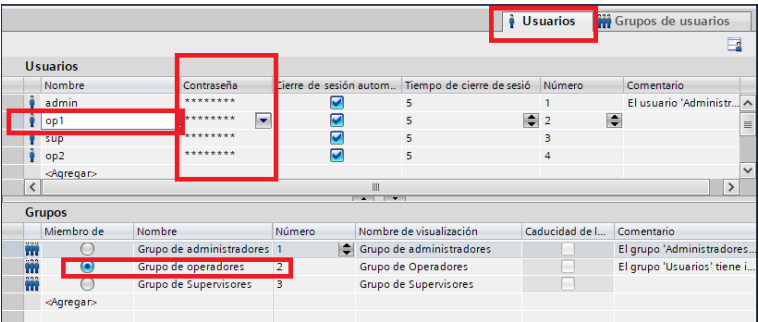 Usuarios Grupos de usuarios
Usuarios
Nombre Contraseña Cierre de sesión autom... Tiempo de cierre de sesió Número Comentario
admin ******** 5 1 El usuario 'Administr...
op1 ******** 5 2
sup ******** 5 3
op2 ******** 5 4
<Agregar>
Grupos
Miembro de Nombre Número Nombre de visualización Caducidad de l... Comentario
Grupo de administradores 1 Grupo de administradores El grupo 'Administradores...
Grupo de operadores 2 Grupo de Operadores El grupo 'Usuarios' tiene i...
Grupo de Supervisores 3 Grupo de Supervisores
<Agregar>